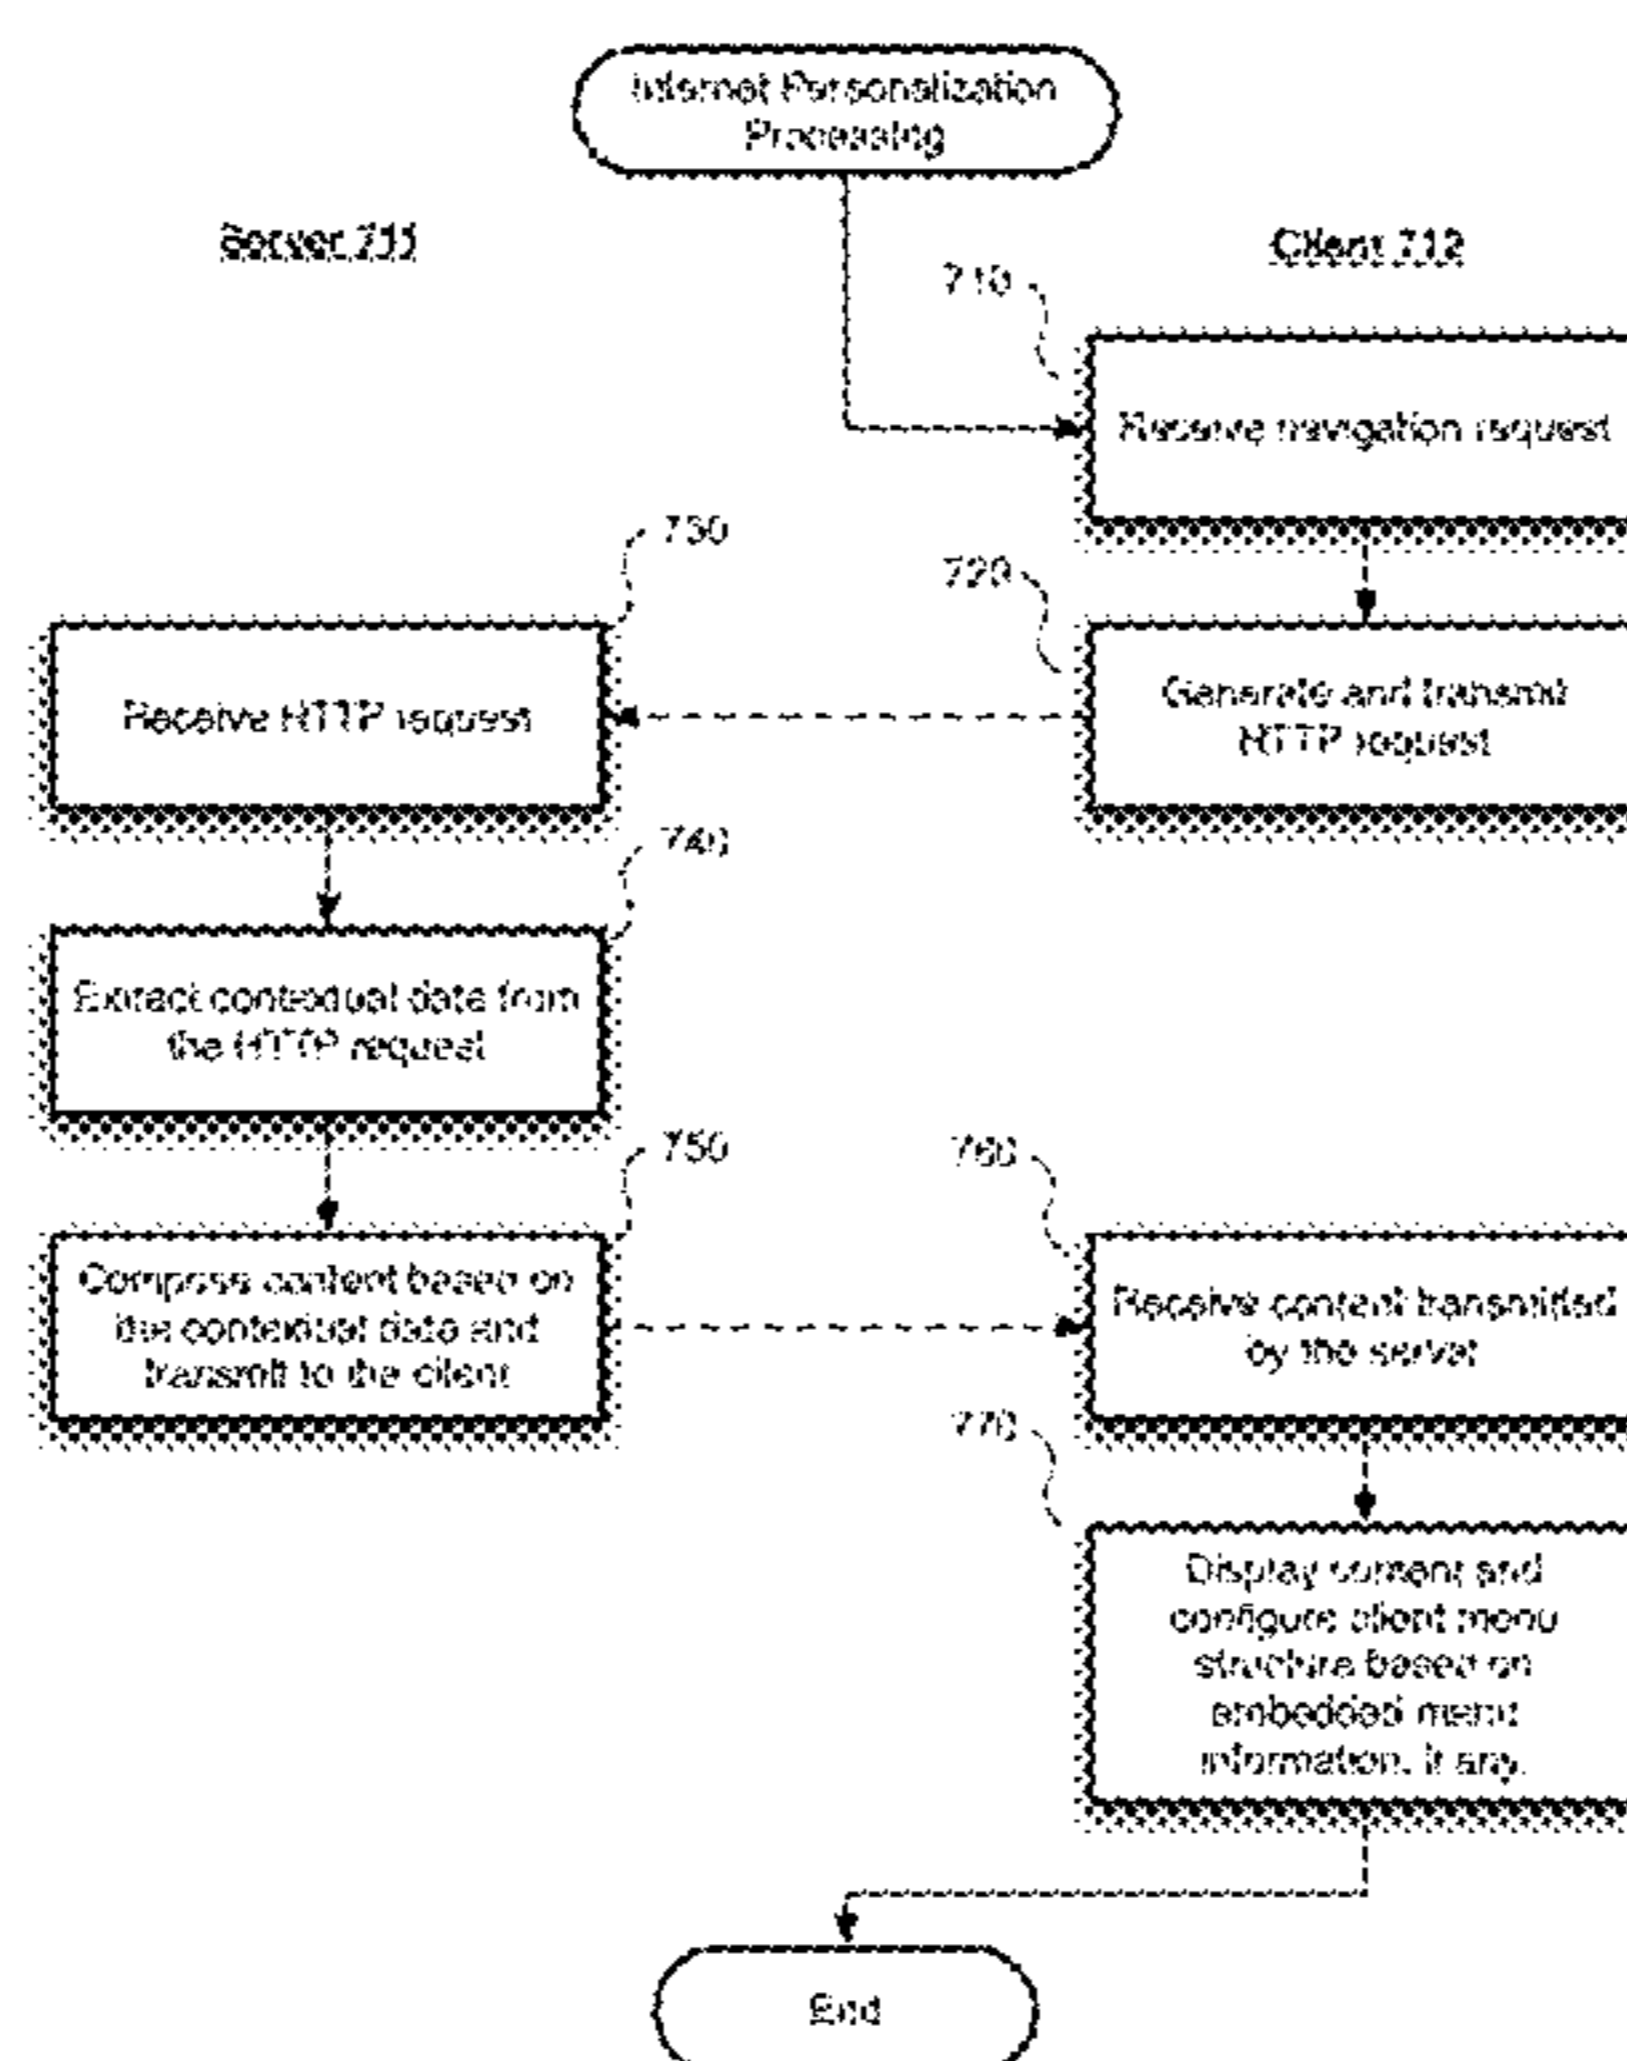 Internet Personalization
Processing
Server 711
Client 712
710
Receive navigation request
730
720
Receive HTTP request
Generate and transmit
HTTP request
740
Extract contextual data from
the HTTP request
750
760
Compose content based on
the contextual data and
transmit to the client
Receive content transmitted
by the server
770
Display content and
configure client menu
structure based on
embedded menu
information, if any.
End